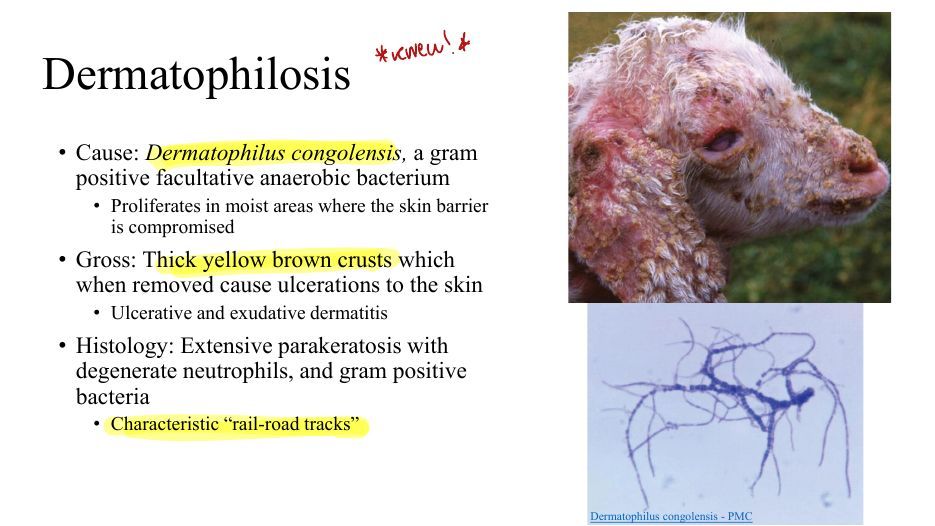 Dermatophilosis
• Cause: Dermatophilus congolensis, a gram
positive facultative anaerobic bacterium
• Proliferates in moist areas where the skin barrier
is compromised
• Gross: Thick yellow brown crusts which
when removed cause ulcerations to the skin
• Ulcerative and exudative dermatitis
• Histology: Extensive parakeratosis with
degenerate neutrophils, and gram positive
bacteria
• Characteristic “rail-road tracks”
Dermatophilus congolensis - PMC